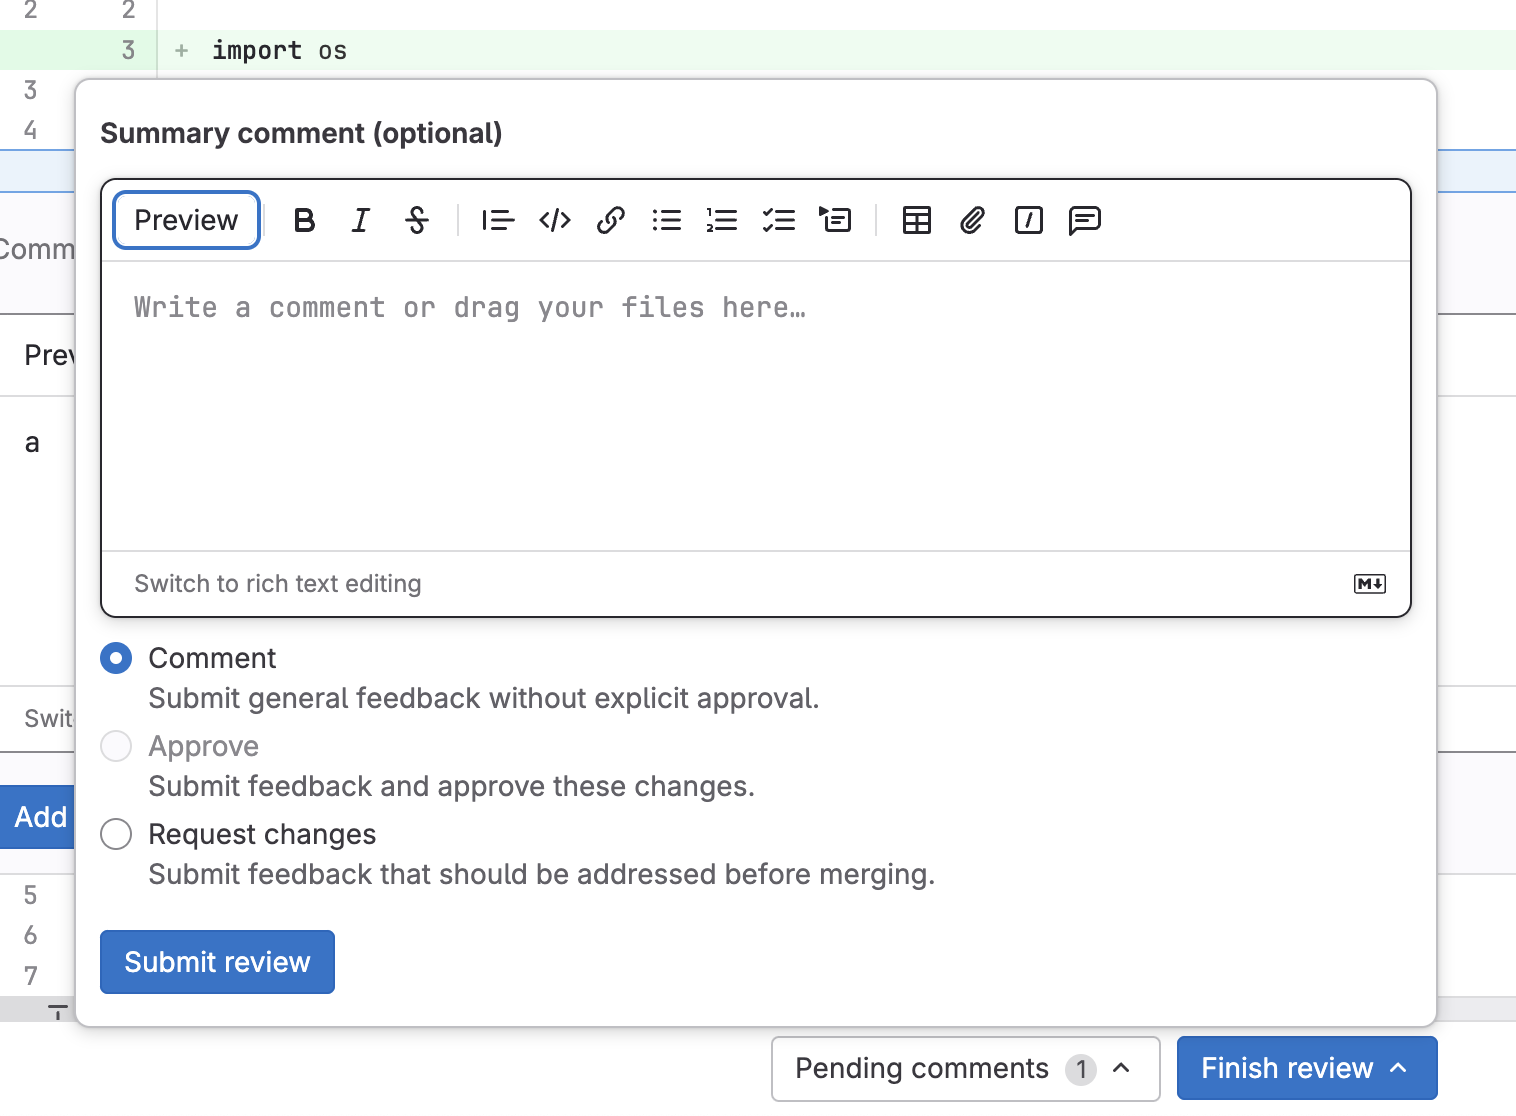 2 2
3 + import os
3
4
Summary comment (optional)
Preview
Comm
Write a comment or drag your files here…
Prev
a
Switch to rich text editing
Comment
Submit general feedback without explicit approval.
Swit
Approve
Submit feedback and approve these changes.
Add
Request changes
Submit feedback that should be addressed before merging.
5
6
Submit review
7
Pending comments 1
Finish review